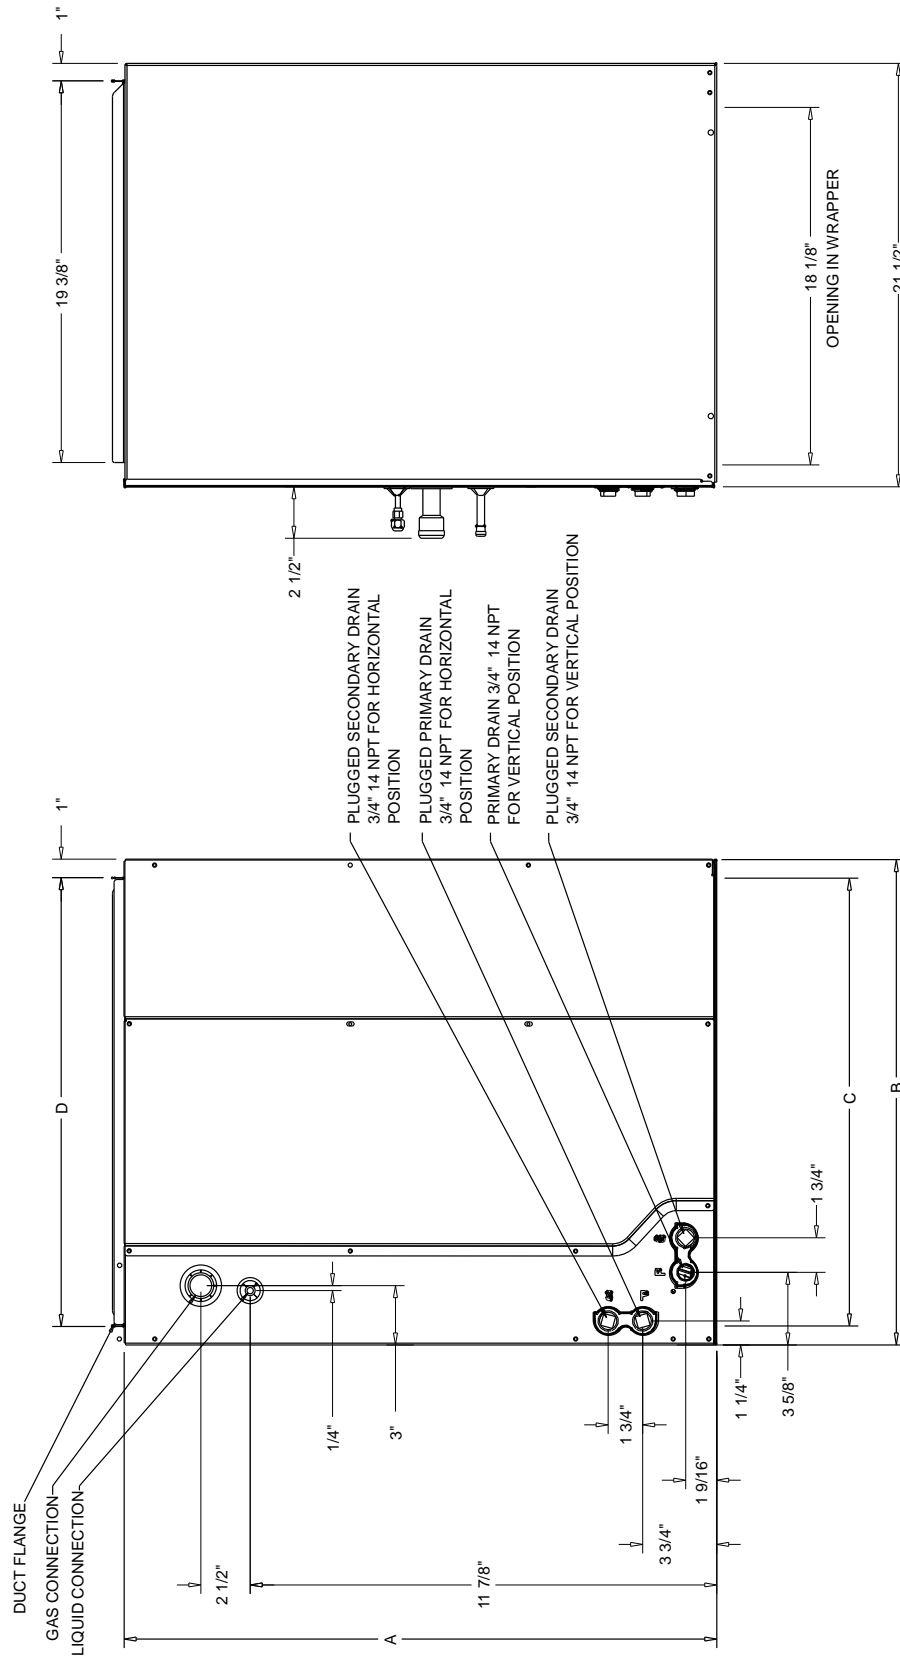 1"
19 3/8"
18 1/8"
OPENING IN WRAPPER
21 1/2"
2 1/2"
PLUGGED SECONDARY DRAIN
3/4" 14 NPT FOR HORIZONTAL
POSITION
PLUGGED PRIMARY DRAIN
3/4" 14 NPT FOR HORIZONTAL
POSITION
PRIMARY DRAIN 3/4" 14 NPT
FOR VERTICAL POSITION
PLUGGED SECONDARY DRAIN
3/4" 14 NPT FOR VERTICAL POSITION
1"
D
C
B
1 3/4"
S
P
S
P
1/4"
3"
1 3/4"
1 1/4"
3 5/8"
1 9/16"
3 3/4"
DUCT FLANGE
GAS CONNECTION
LIQUID CONNECTION
2 1/2"
11 7/8"
A